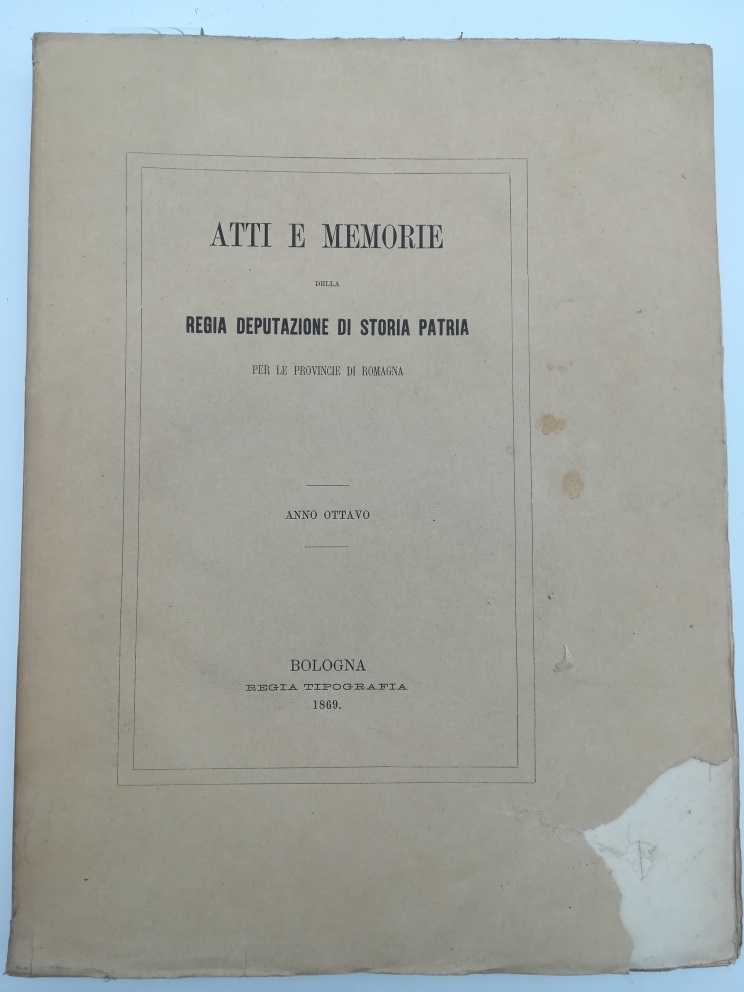 ATTI E MEMORIE
DELLA
REGIA DEPUTAZIONE DI STORIA PATRIA
PER LE PROVINCIE DI ROMAGNA
ANNO OTTAVO
BOLOGNA
REGIA TIPOGRAFIA
1869.